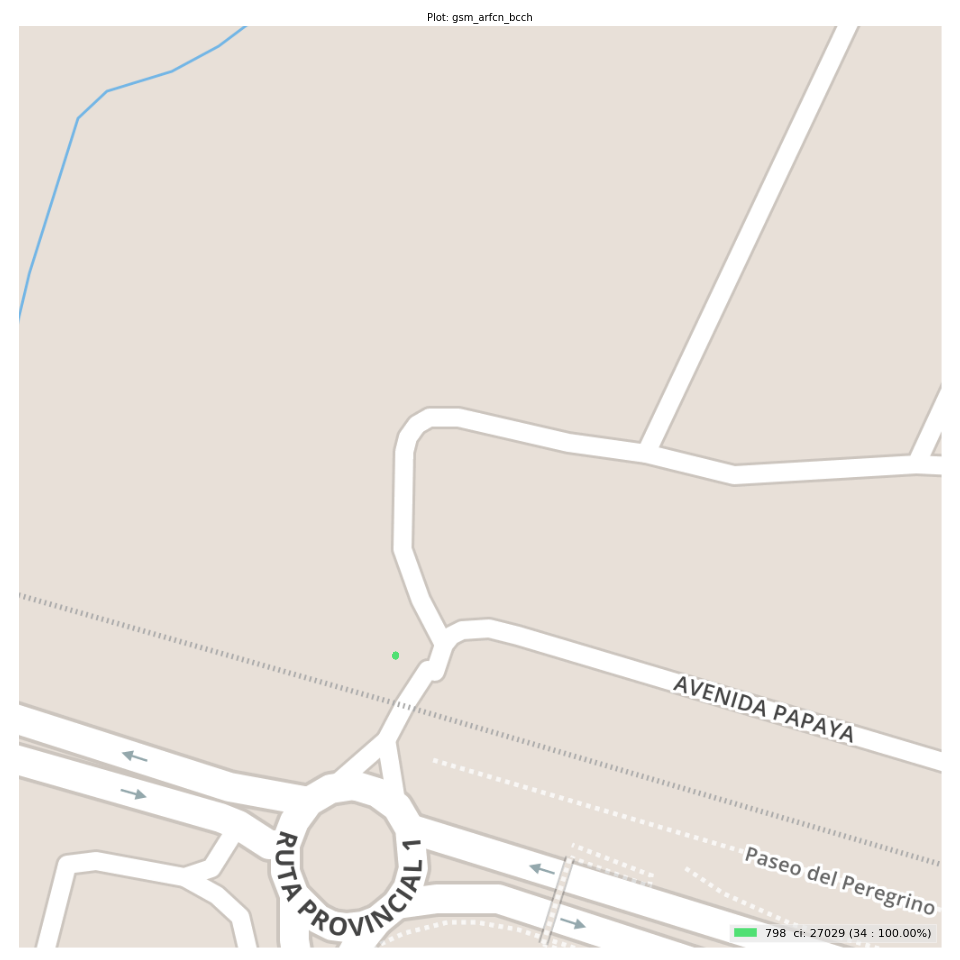 Plot: gsm_arfcn_bcch
AVENIDA PAPAYA
RUTA PROVINCIAL 1
Paseo del Peregrino
798 ci: 27029 (34 : 100.00%)